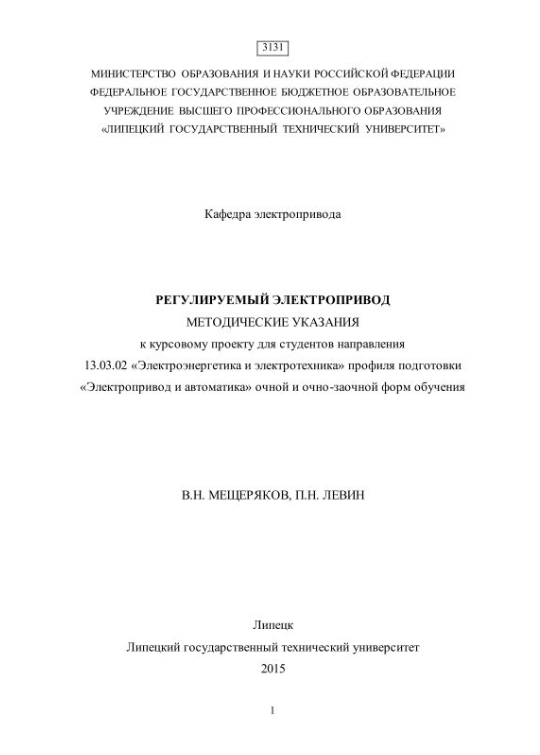 3131
МИНИСТЕРСТВО ОБРАЗОВАНИЯ И НАУКИ РОССИЙСКОЙ ФЕДЕРАЦИИ
ФЕДЕРАЛЬНОЕ ГОСУДАРСТВЕННОЕ БЮДЖЕТНОЕ ОБРАЗОВАТЕЛЬНОЕ
УЧРЕЖДЕНИЕ ВЫСШЕГО ПРОФЕССИОНАЛЬНОГО ОБРАЗОВАНИЯ
«ЛИПЕЦКИЙ ГОСУДАРСТВЕННЫЙ ТЕХНИЧЕСКИЙ УНИВЕРСИТЕТ»
Кафедра электропривода
РЕГУЛИРУЕМЫЙ ЭЛЕКТРОПРИВОД
МЕТОДИЧЕСКИЕ УКАЗАНИЯ
к курсовому проекту для студентов направления
13.03.02 «Электроэнергетика и электротехника» профиля подготовки
«Электропривод и автоматика» очной и очно-заочной форм обучения
В.Н. МЕЩЕРЯКОВ, П.Н. ЛЕВИН
Липецк
Липецкий государственный технический университет
2015
1